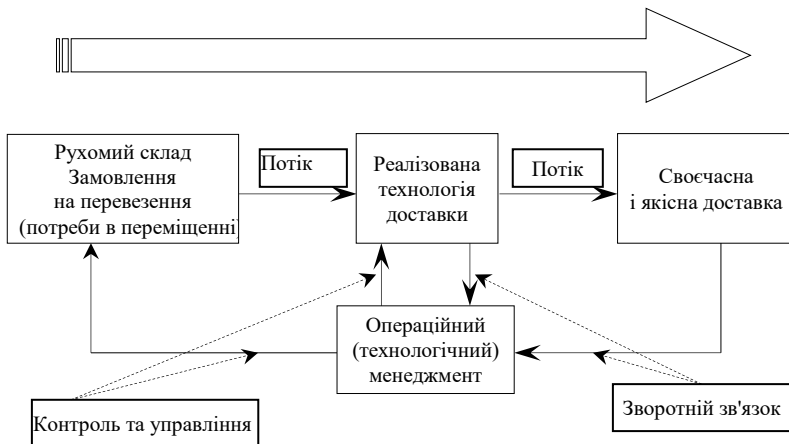 Рухомий склад
Замовлення
на перевезення
(потреби в переміщенні)
Потік
Реалізована
технологія
доставки
Потік
Своєчасна
і якісна доставка
Операційний
(технологічний)
менеджмент
Контроль та управління
Зворотній зв'язок